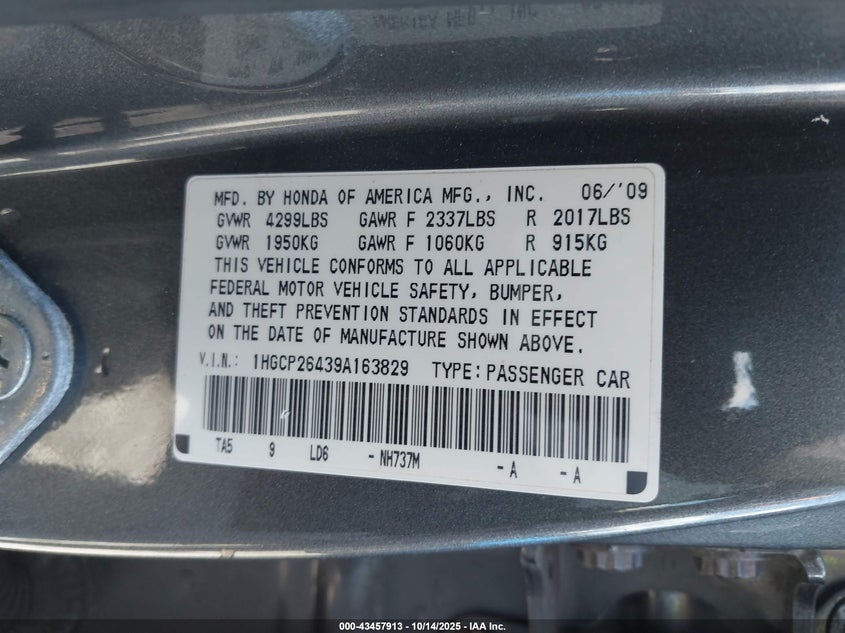 MFD. BY HONDA OF AMERICA MFG., INC. 06/'09
GVWR 4299LBS GAWR F 2337LBS R 2017LBS
GVWR 1950KG GAWR F 1060KG R 915KG
THIS VEHICLE CONFORMS TO ALL APPLICABLE
FEDERAL MOTOR VEHICLE SAFETY, BUMPER,
AND THEFT PREVENTION STANDARDS IN EFFECT
ON THE DATE OF MANUFACTURE SHOWN ABOVE.
V.I.N.: 1HGCP26439A163829 TYPE:PASSENGER CAR
TA5 9 LD6 - NH737M - A - A
000-43457913 - 10/14/2025 - IAA Inc.